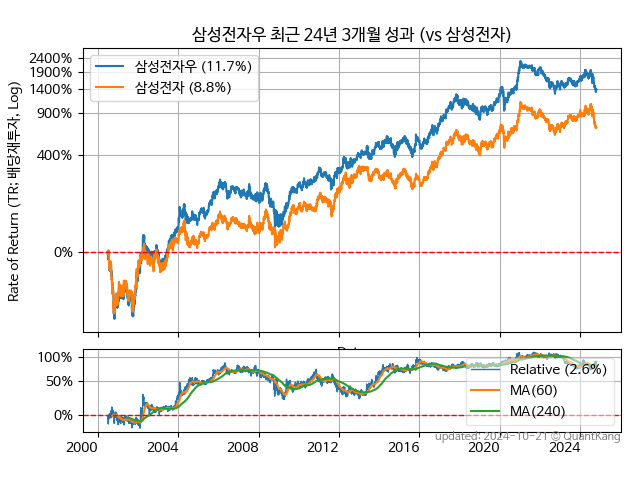 삼성전자우 최근 24년 3개월 성과 (vs 삼성전자)
Rate of Return (TR: 배당재투자, Log)
2400%
1900%
1400%
900%
400%
0%
삼성전자우 (11.7%)
삼성전자 (8.8%)
100%
50%
0%
Relative (2.6%)
MA(60)
MA(240)
updated: 2024-10-21 © QuantKang
2000 2004 2008 2012 2016 2020 2024